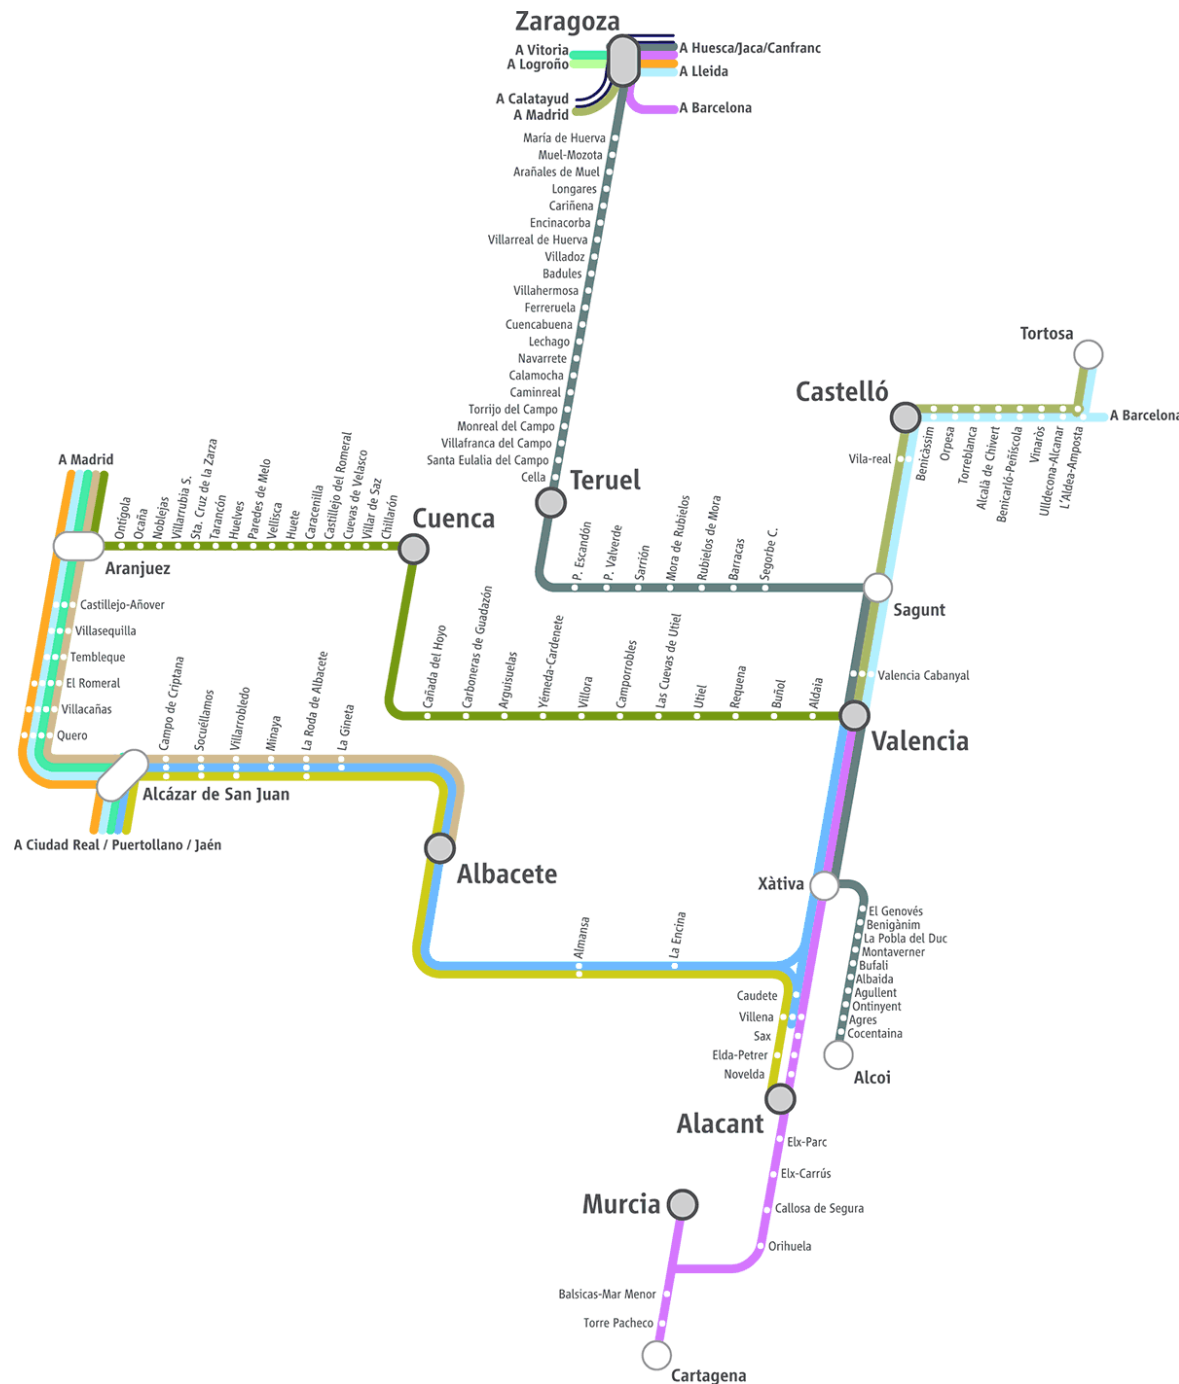 Zaragoza
A Vitoria
A Logroño
A Huesca/Jaca/Canfranc
A Lleida
A Calatayud
A Madrid
A Barcelona
María de Huerva
Muel-Mozota
Arañales de Muel
Longares
Cariñena
Encinacorba
Villarreal de Huerva
Villadoz
Badules
Villahermosa
Ferreruela
Cuencabuena
Lechago
Navarrete
Calamocha
Caminreal
Torrijo del Campo
Monreal del Campo
Villafranca del Campo
Santa Eulalia del Campo
Cella
Teruel
Tortosa
Castelló
A Barcelona
Vila-real
Benicàssim
Orpesa
Torreblanca
Alcalà de Chivert
Benicarló-Peñiscola
Vinaròs
Ulldecona-Alcanar
L'Aldea-Amposta
A Madrid
Ontígola
Ocaña
Noblejas
Villarrubia S.
Sta. Cruz de la Zarza
Tarancón
Huelves
Paredes de Melo
Vellisca
Huete
Caracenilla
Castillejo del Romeral
Cuevas de Velasco
Villar de Saz
Chillarón
Cuenca
Aranjuez
P. Escandón
P. Valverde
Sarrión
Mora de Rubielos
Rubielos de Mora
Barracas
Segorbe C.
Sagunt
Castillejo-Añover
Villasequilla
Tembleque
El Romeral
Villacañas
Quero
Cañada del Hoyo
Carboneras de Guadazón
Arguisuelas
Yémeda-Cardenete
Villora
Camporrobles
Las Cuevas de Utiel
Utiel
Requena
Buñol
Aldaia
Valencia Cabanyal
Valencia
Campo de Criptana
Socuéllamos
Villarrobledo
Minaya
La Roda de Albacete
La Gineta
Alcázar de San Juan
A Ciudad Real / Puertollano / Jaén
Albacete
Xàtiva
El Genovés
Benigànim
La Pobla del Duc
Montaverner
Bufali
Albaida
Agullent
Ontinyent
Agres
Cocentaina
Alcoi
Almansa
La Encina
Caudete
Villena
Sax
Elda-Petrer
Novelda
Alacant
Elx-Parc
Elx-Carrús
Callosa de Segura
Orihuela
Murcia
Balsicas-Mar Menor
Torre Pacheco
Cartagena